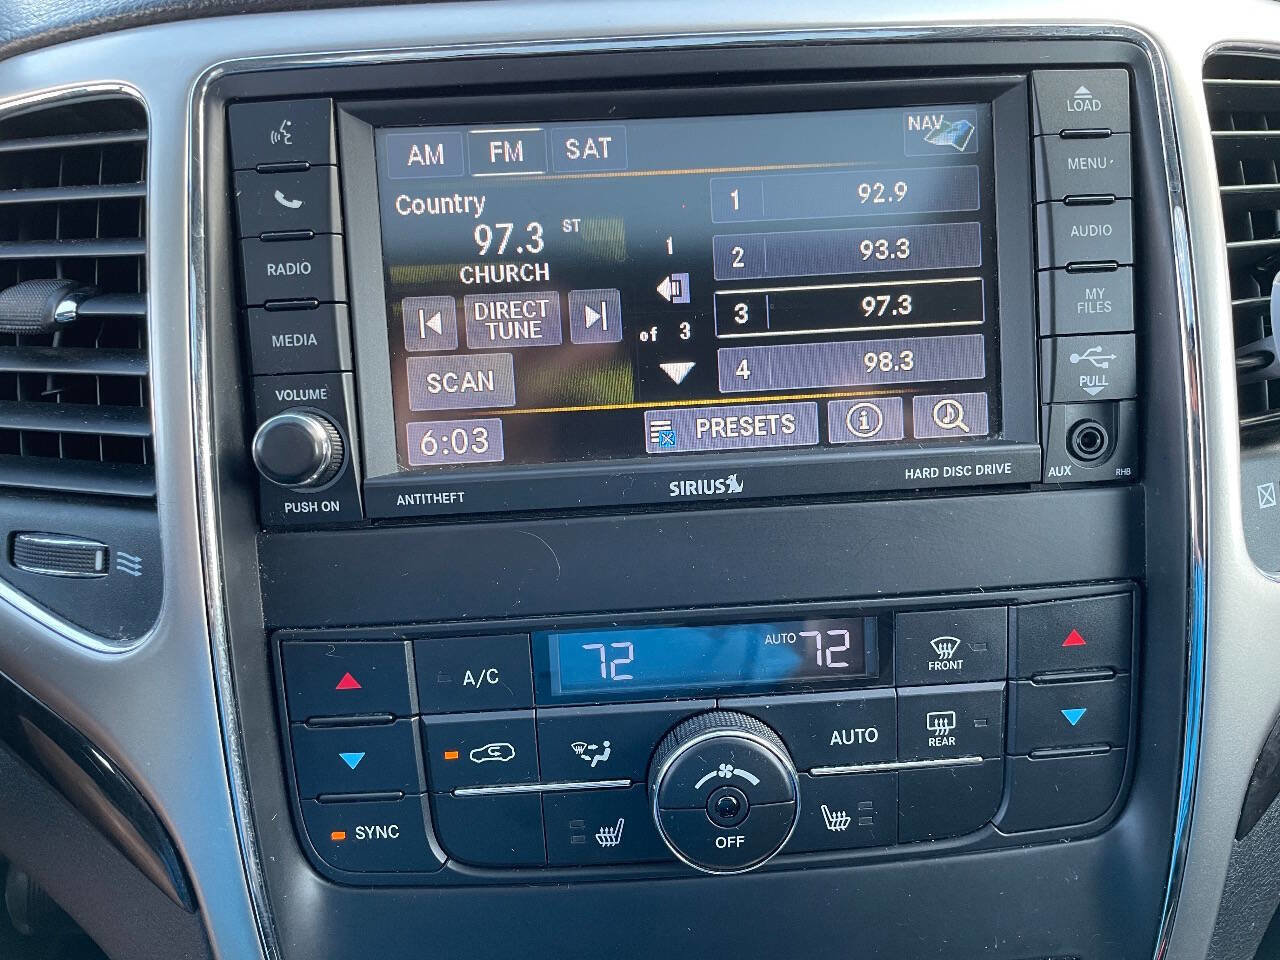 AM FM SAT NAV
Country
97.3 ST
CHURCH
DIRECT
TUNE
SCAN
6:03
1
of 3
1 92.9
2 93.3
3 97.3
4 98.3
PRESETS
i
RADIO
MEDIA
VOLUME
PUSH ON
LOAD
MENU
AUDIO
MY
FILES
PULL
AUX RHB
ANTITHEFT
SIRIUS
HARD DISC DRIVE
A/C
72
AUTO 72
FRONT
AUTO
REAR
SYNC
OFF